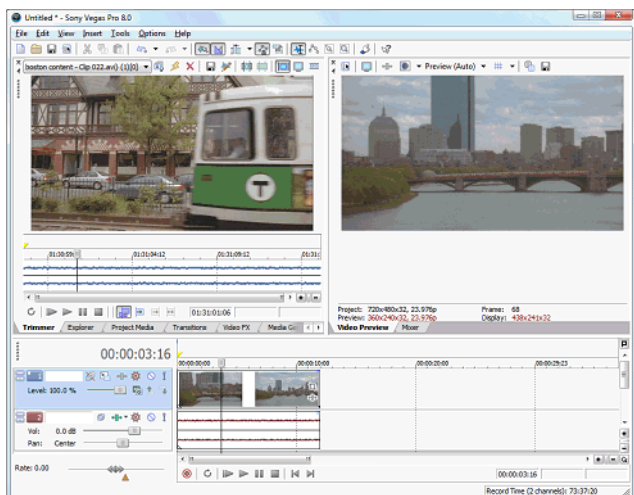 Untitled * - Sony Vegas Pro 8.0
File Edit View Insert Tools Options Help
boston content - Clip 022.avi() (1)[0]
Preview (Auto)
T
01:31:04:12
01:31:09:12
01:31:01:06
Project: 720x480x32, 23.976p Frame: 68
Preview: 360x240x32, 23.976p Display: 438x241x32
Trimmer Explorer Project Media Transitions Video FX Media
Video Preview Mixer
00:00:03:16
00:00:00:00 00:00:10:00 00:00:20:00 00:00:29:23
1
Level: 100.0 %
2
Vol: 0.0 dB
Pan: Center
Rate: 0.00
00:00:03:16
Record Time (2 channels): 73:37:20